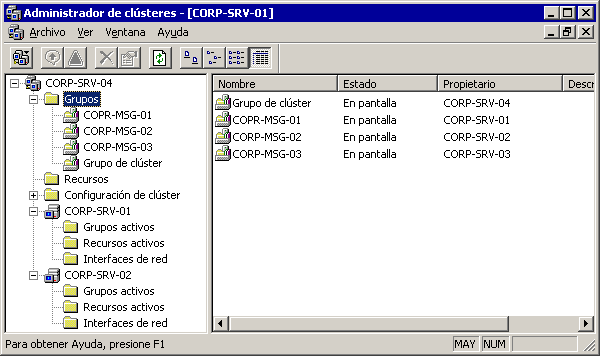 Administrador de clústeres - [CORP-SRV-01]
Archivo Ver Ventana Ayuda
CORP-SRV-04
Grupos
COPR-MSG-01
CORP-MSG-02
CORP-MSG-03
Grupo de clúster
Recursos
Configuración de clúster
CORP-SRV-01
Grupos activos
Recursos activos
Interfaces de red
CORP-SRV-02
Grupos activos
Recursos activos
Interfaces de red
Nombre Estado Propietario Descr
Grupo de clúster En pantalla CORP-SRV-04
COPR-MSG-01 En pantalla CORP-SRV-01
CORP-MSG-02 En pantalla CORP-SRV-02
CORP-MSG-03 En pantalla CORP-SRV-03
Para obtener Ayuda, presione F1
MAY NUM